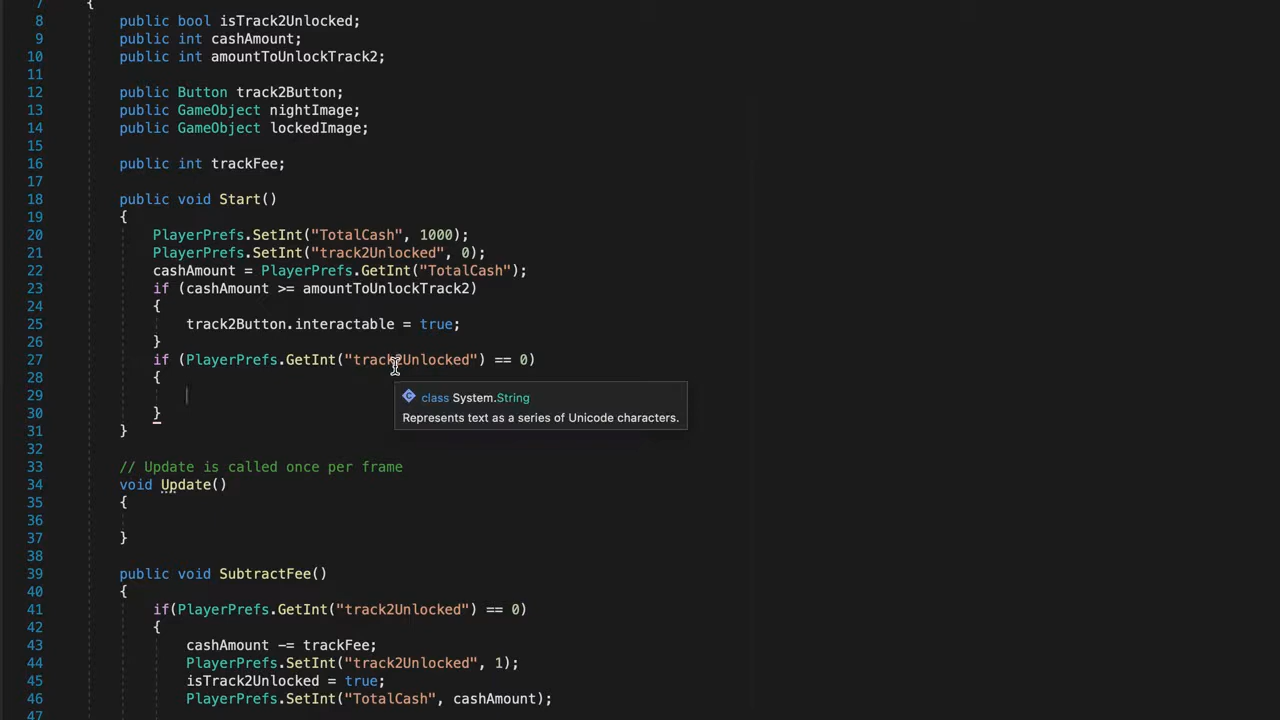 7 {
8 public bool isTrack2Unlocked;
9 public int cashAmount;
10 public int amountToUnlockTrack2;
11
12 public Button track2Button;
13 public GameObject nightImage;
14 public GameObject lockedImage;
15
16 public int trackFee;
17
18 public void Start()
19 {
20 PlayerPrefs.SetInt("TotalCash", 1000);
21 PlayerPrefs.SetInt("track2Unlocked", 0);
22 cashAmount = PlayerPrefs.GetInt("TotalCash");
23 if (cashAmount >= amountToUnlockTrack2)
24 {
25 track2Button.interactable = true;
26 }
27 if (PlayerPrefs.GetInt("track2Unlocked") == 0)
28 {
29
class System.String
Represents text as a series of Unicode characters.
30 }
31 }
32
33 // Update is called once per frame
34 void Update()
35 {
36
37 }
38
39 public void SubtractFee()
40 {
41 if(PlayerPrefs.GetInt("track2Unlocked") == 0)
42 {
43 cashAmount -= trackFee;
44 PlayerPrefs.SetInt("track2Unlocked", 1);
45 isTrack2Unlocked = true;
46 PlayerPrefs.SetInt("TotalCash", cashAmount);
47